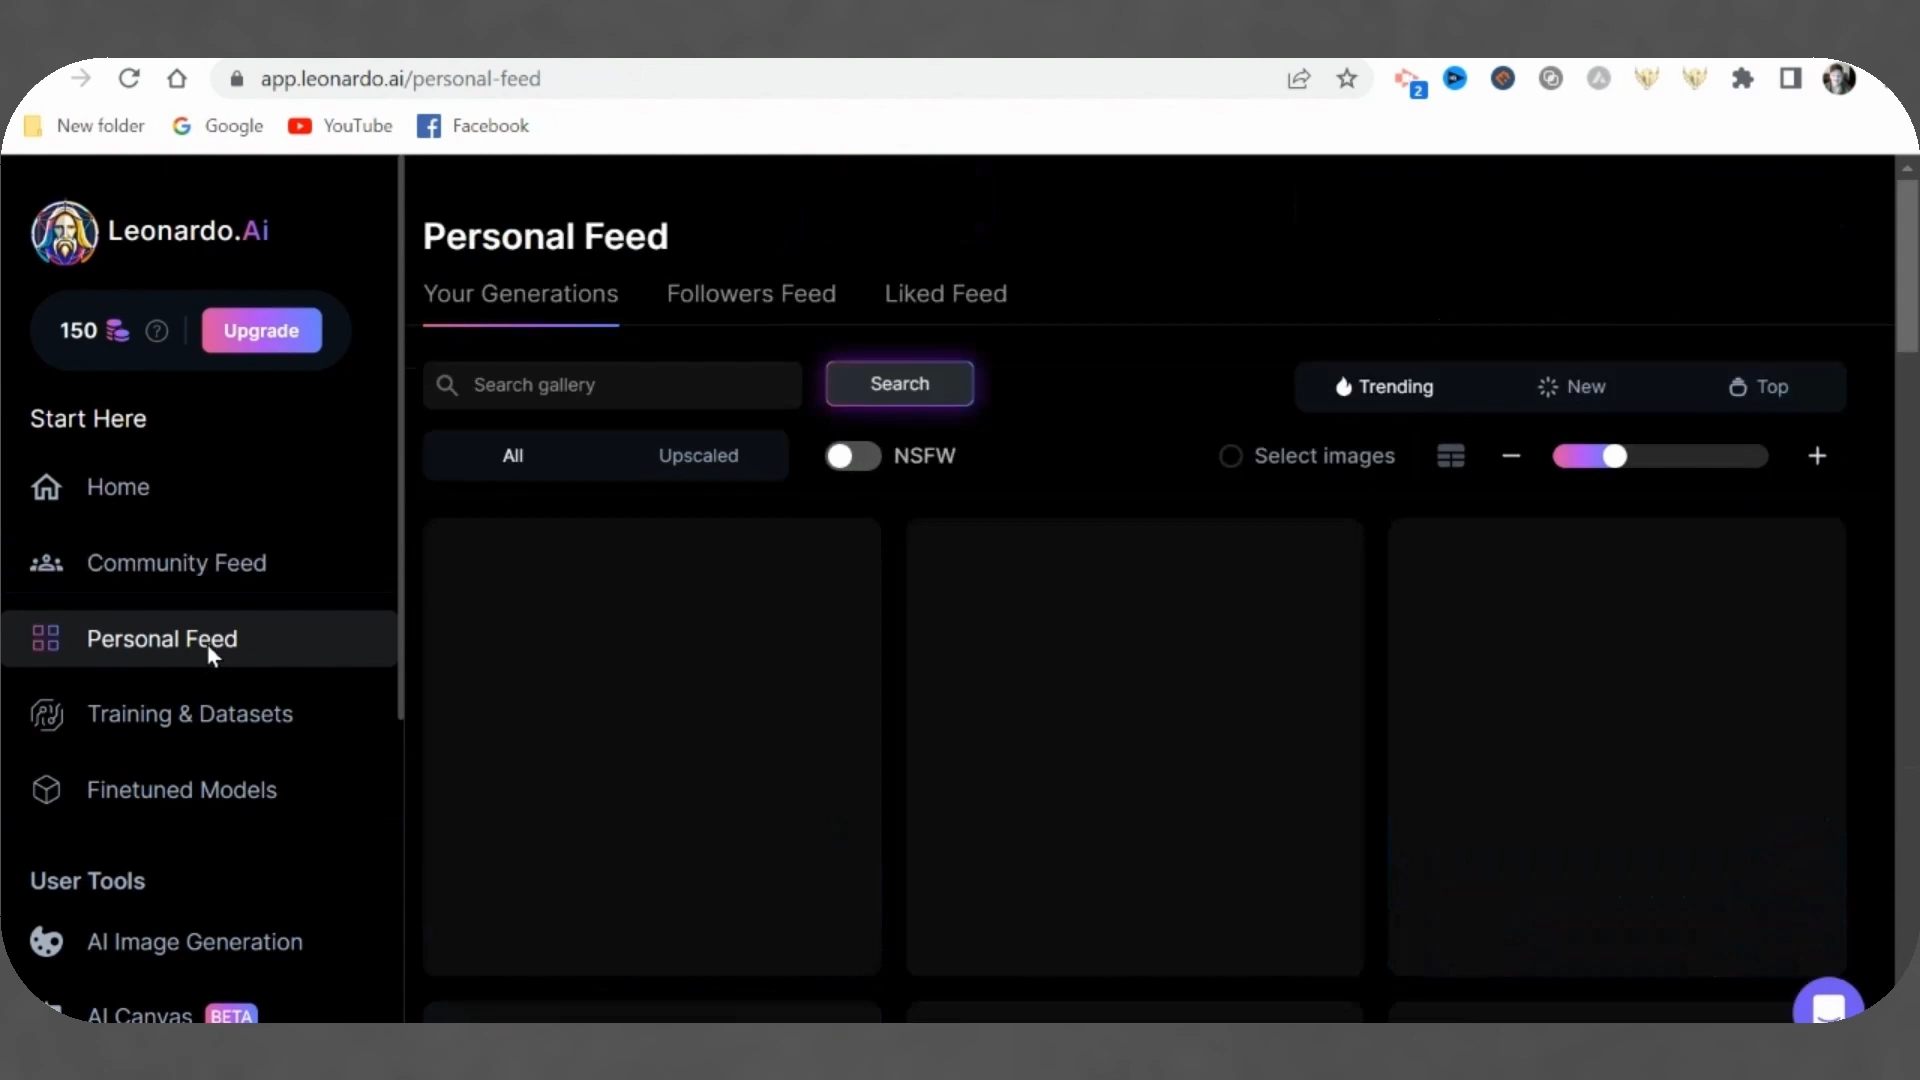 app.leonardo.ai/personal-feed
2
New folder
Google
YouTube
Facebook
Leonardo.Ai
150
?
Upgrade
Start Here
Home
Community Feed
Personal Feed
Training & Datasets
Finetuned Models
User Tools
AI Image Generation
AI Canvas BETA
Personal Feed
Your Generations
Followers Feed
Liked Feed
Search gallery
Search
Trending
New
Top
All
Upscaled
NSFW
Select images